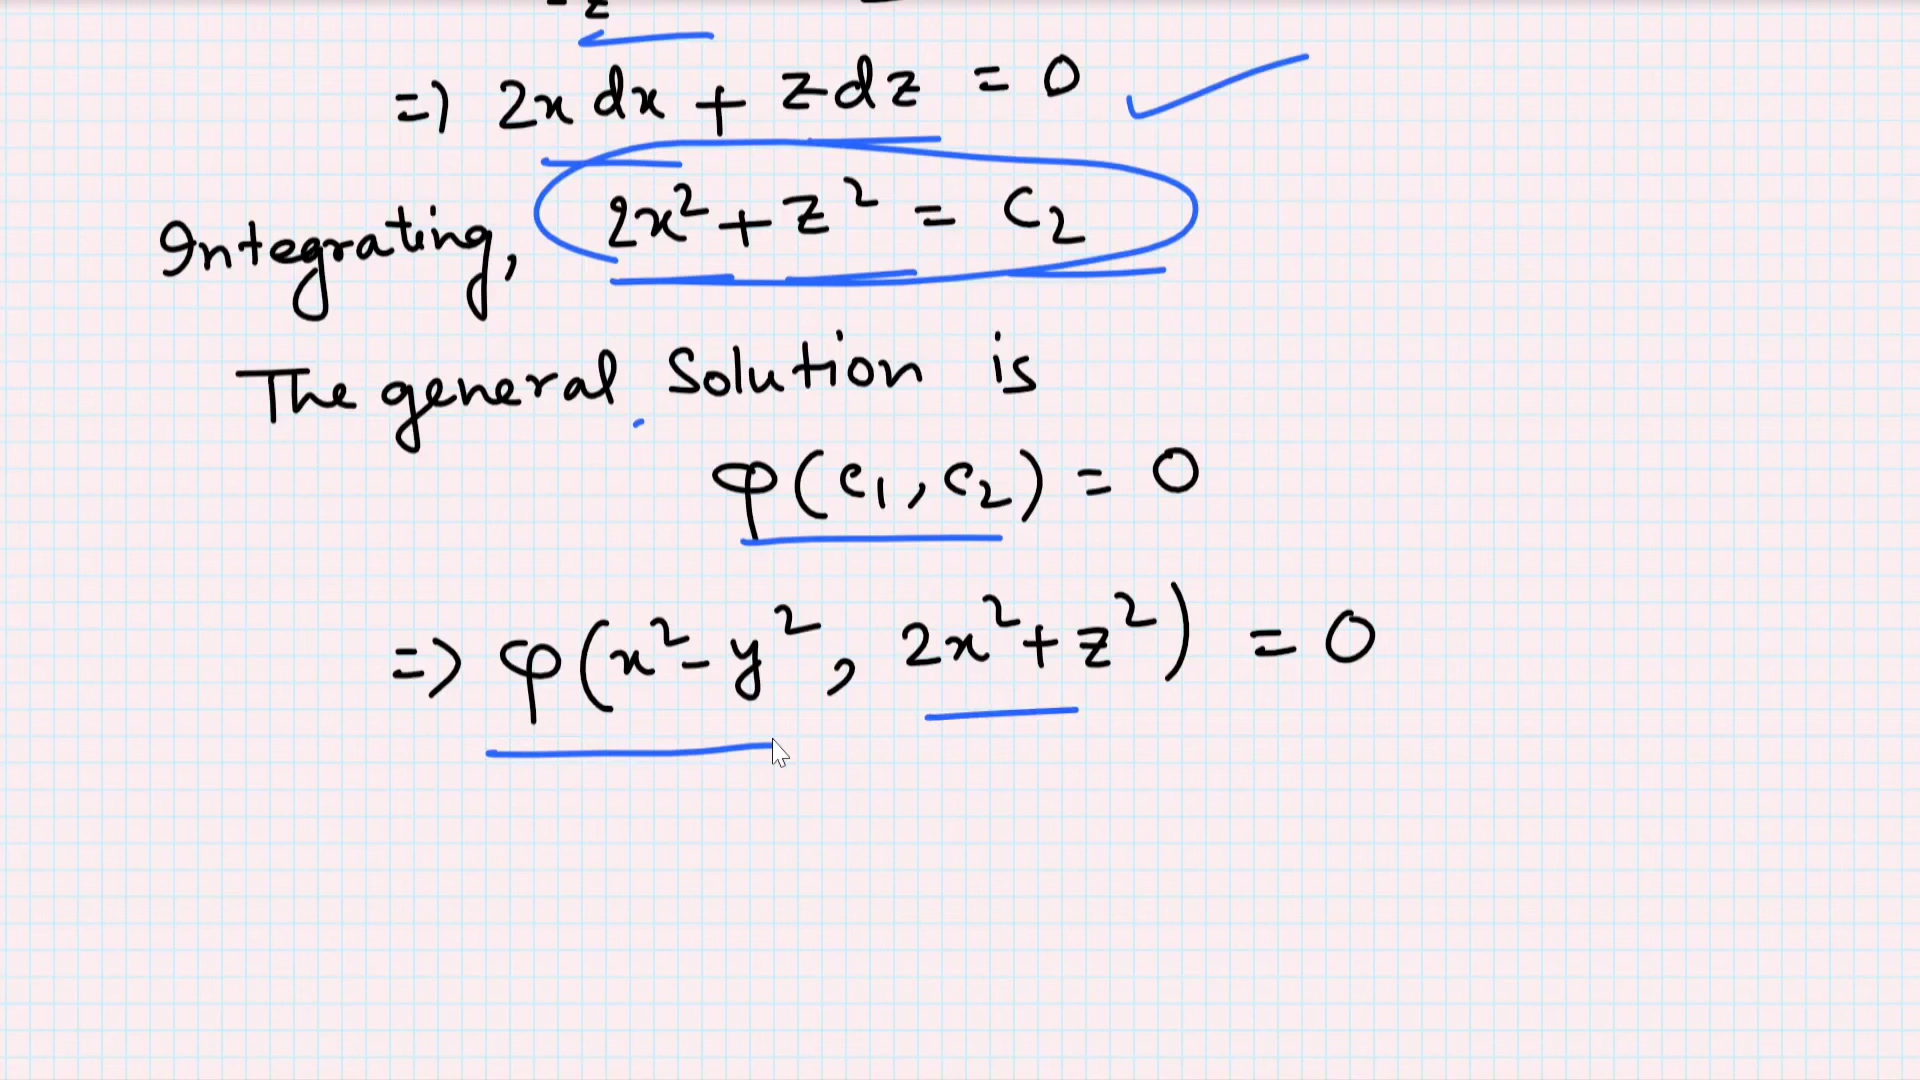 => 2x dx + z dz = 0
Integrating, 2x² + z² = C₂
The general solution is
φ(c₁, c₂) = 0
=> φ(x² - y², 2x² + z²) = 0